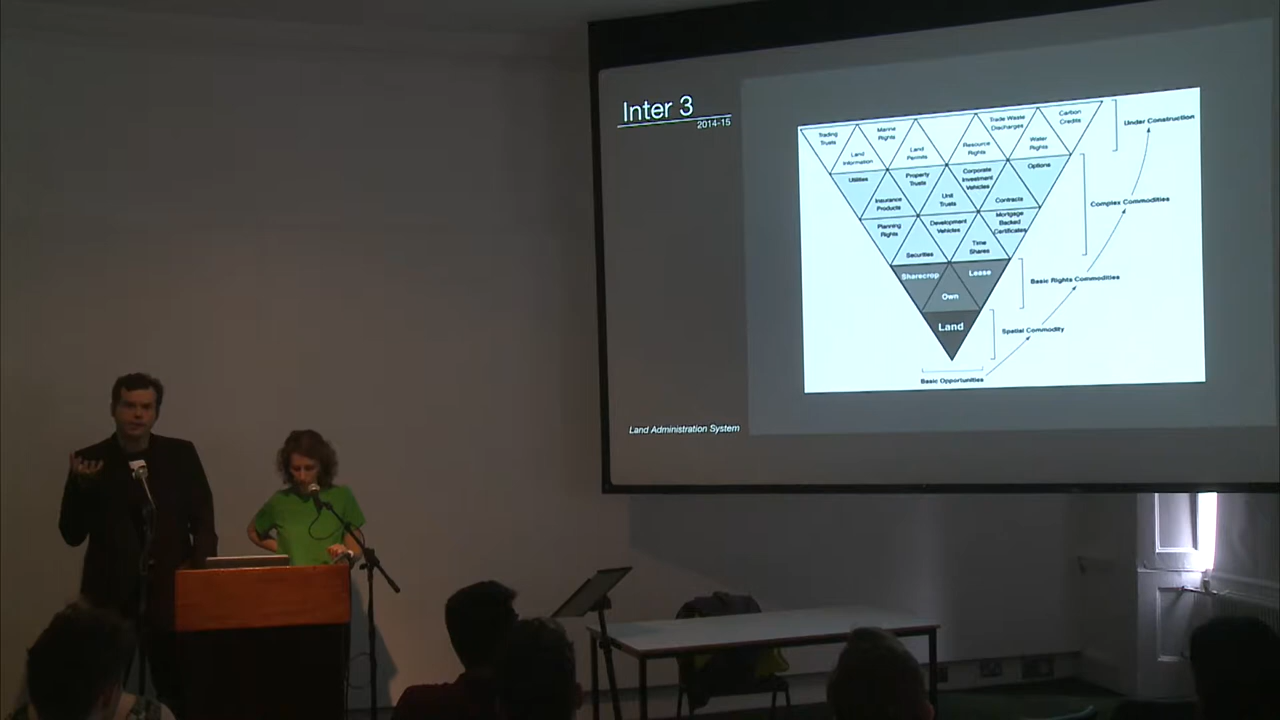 Inter 3
2014-15
Trading
Trusts
Land
Information
Marine
Rights
Land
Permits
Resource
Rights
Trade Waste
Discharges
Water
Rights
Carbon
Credits
Under Construction
Utilities
Insurance
Products
Property
Trusts
Unit
Trusts
Corporate
Investment
Vehicles
Contracts
Options
Complex Commodities
Planning
Rights
Securities
Development
Vehicles
Time
Shares
Mortgage
Backed
Certificates
Sharecrop
Own
Lease
Basic Rights Commodities
Land
Spatial Commodity
Basic Opportunities
Land Administration System